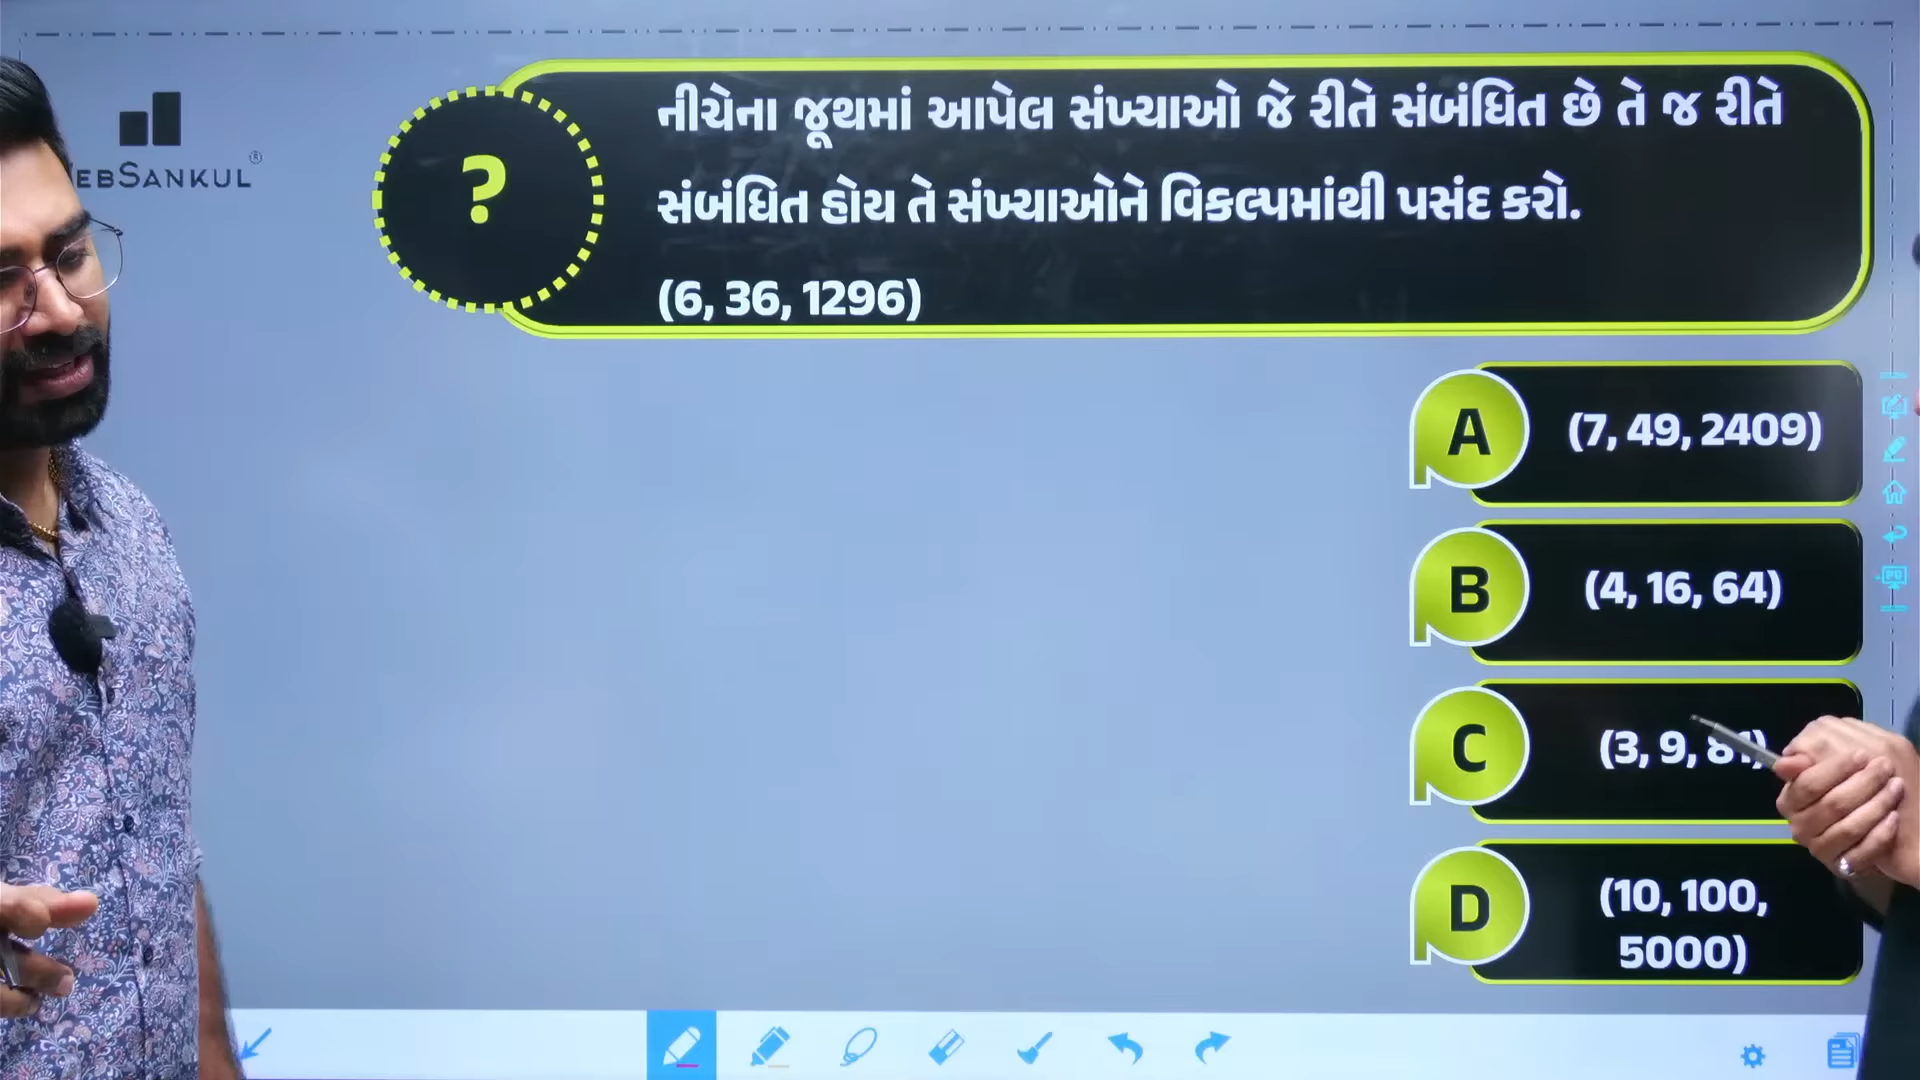 EBSANKUL®
?
નીચેના જૂથમાં આપેલ સંખ્યાઓ જે રીતે સંબંધિત છે તે જ રીતે
સંબંધિત હોય તે સંખ્યાઓને વિકલ્પમાંથી પસંદ કરો.
(6, 36, 1296)
A (7, 49, 2409)
B (4, 16, 64)
C (3, 9, 81)
D (10, 100,
5000)